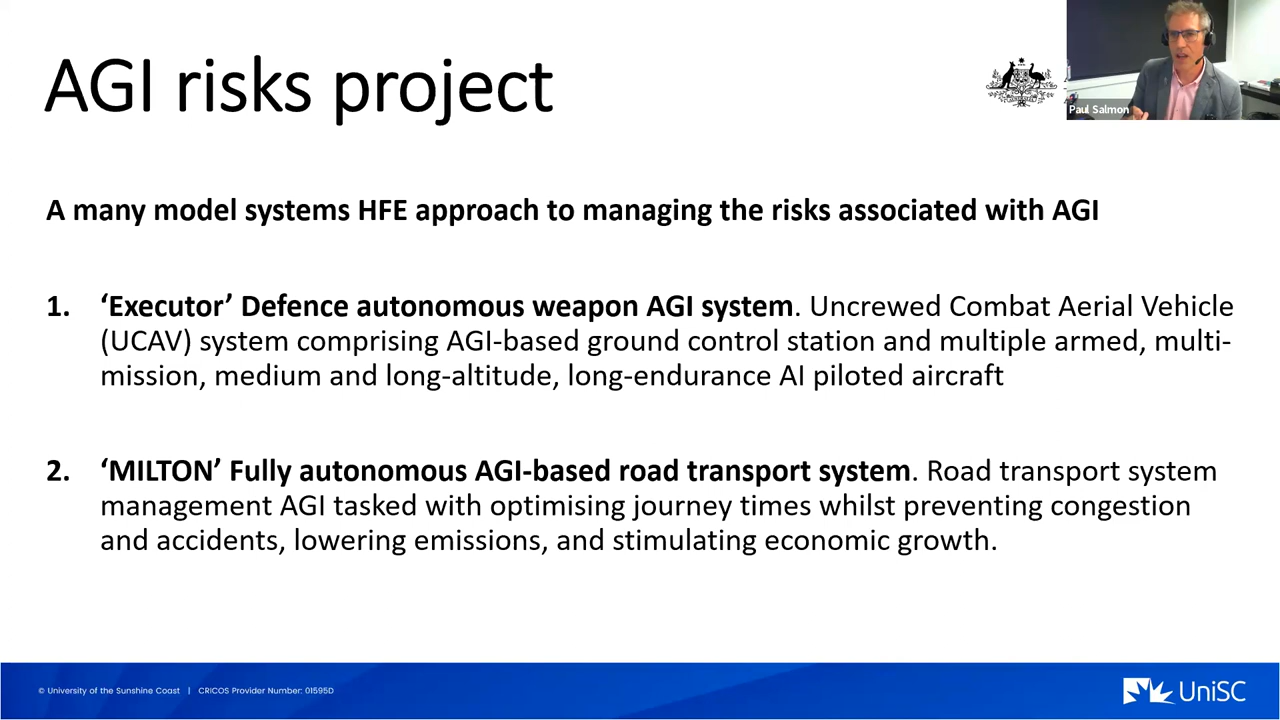 AGI risks project
Paul Salmon
A many model systems HFE approach to managing the risks associated with AGI
1. ‘Executor’ Defence autonomous weapon AGI system. Uncrewed Combat Aerial Vehicle
(UCAV) system comprising AGI-based ground control station and multiple armed, multi-
mission, medium and long-altitude, long-endurance AI piloted aircraft
2. ‘MILTON’ Fully autonomous AGI-based road transport system. Road transport system
management AGI tasked with optimising journey times whilst preventing congestion
and accidents, lowering emissions, and stimulating economic growth.
© University of the Sunshine Coast | CRICOS Provider Number: 01595D
UniSC